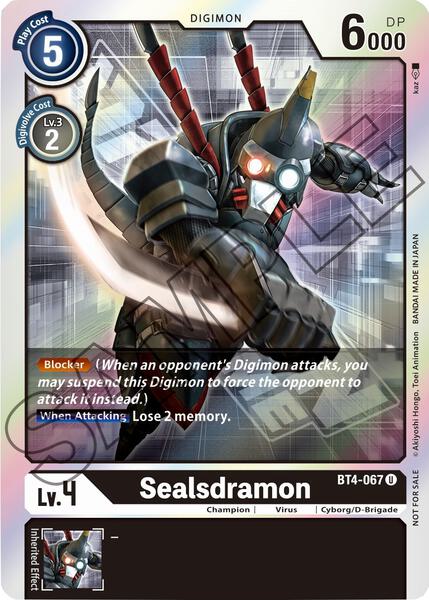 Play Cost
5
DIGIMON
6000
DP
Digivolve Cost
Lv.3
2
kaz
SAMPLE
Blocker (When an opponent's Digimon attacks, you
may suspend this Digimon to force the opponent to
attack it instead.)
When Attacking Lose 2 memory.
©Akiyoshi Hongo, Toei Animation BANDAI MADE IN JAPAN
NOT FOR SALE
Lv.4
Sealsdramon
BT4-067 U
Champion Virus Cyborg/D-Brigade
Inherited Effect
–